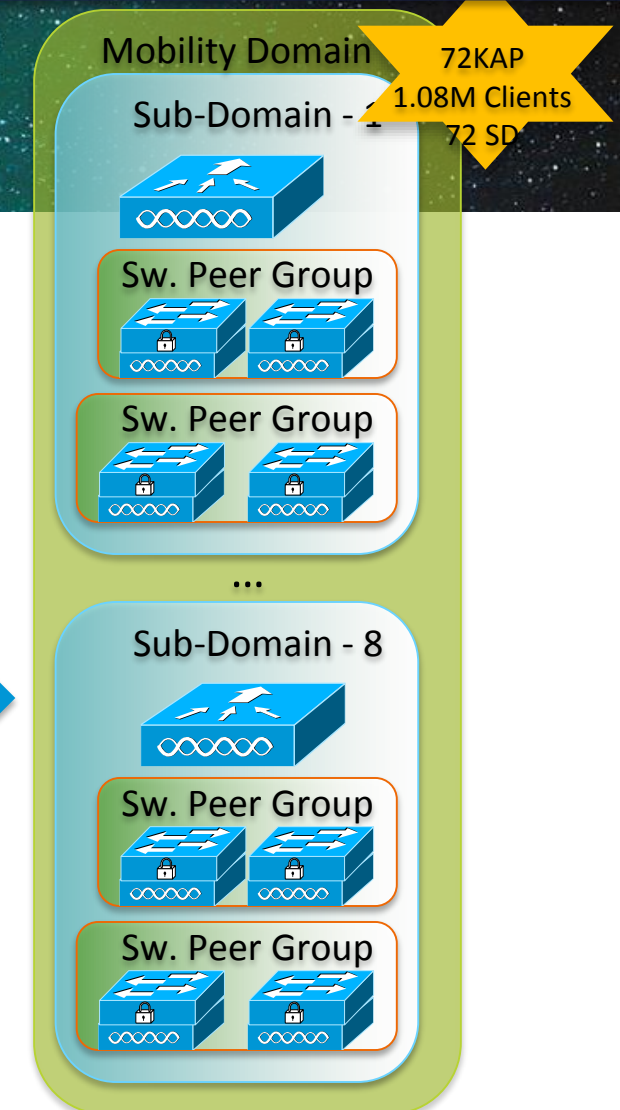 Mobility Domain
72KAP
1.08M Clients
72 SD
Sub-Domain - 1
Sw. Peer Group
Sw. Peer Group
...
Sub-Domain - 8
Sw. Peer Group
Sw. Peer Group